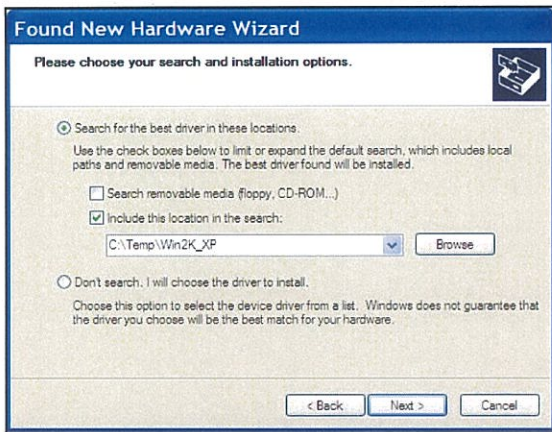 Found New Hardware Wizard
Please choose your search and installation options.
Search for the best driver in these locations.
Use the check boxes below to limit or expand the default search, which includes local
paths and removable media. The best driver found will be installed.
Search removable media (floppy, CD-ROM...)
Include this location in the search:
C:\Temp\Win2K_XP
Browse
Don't search. I will choose the driver to install.
Choose this option to select the device driver from a list. Windows does not guarantee that
the driver you choose will be the best match for your hardware.
< Back
Next >
Cancel